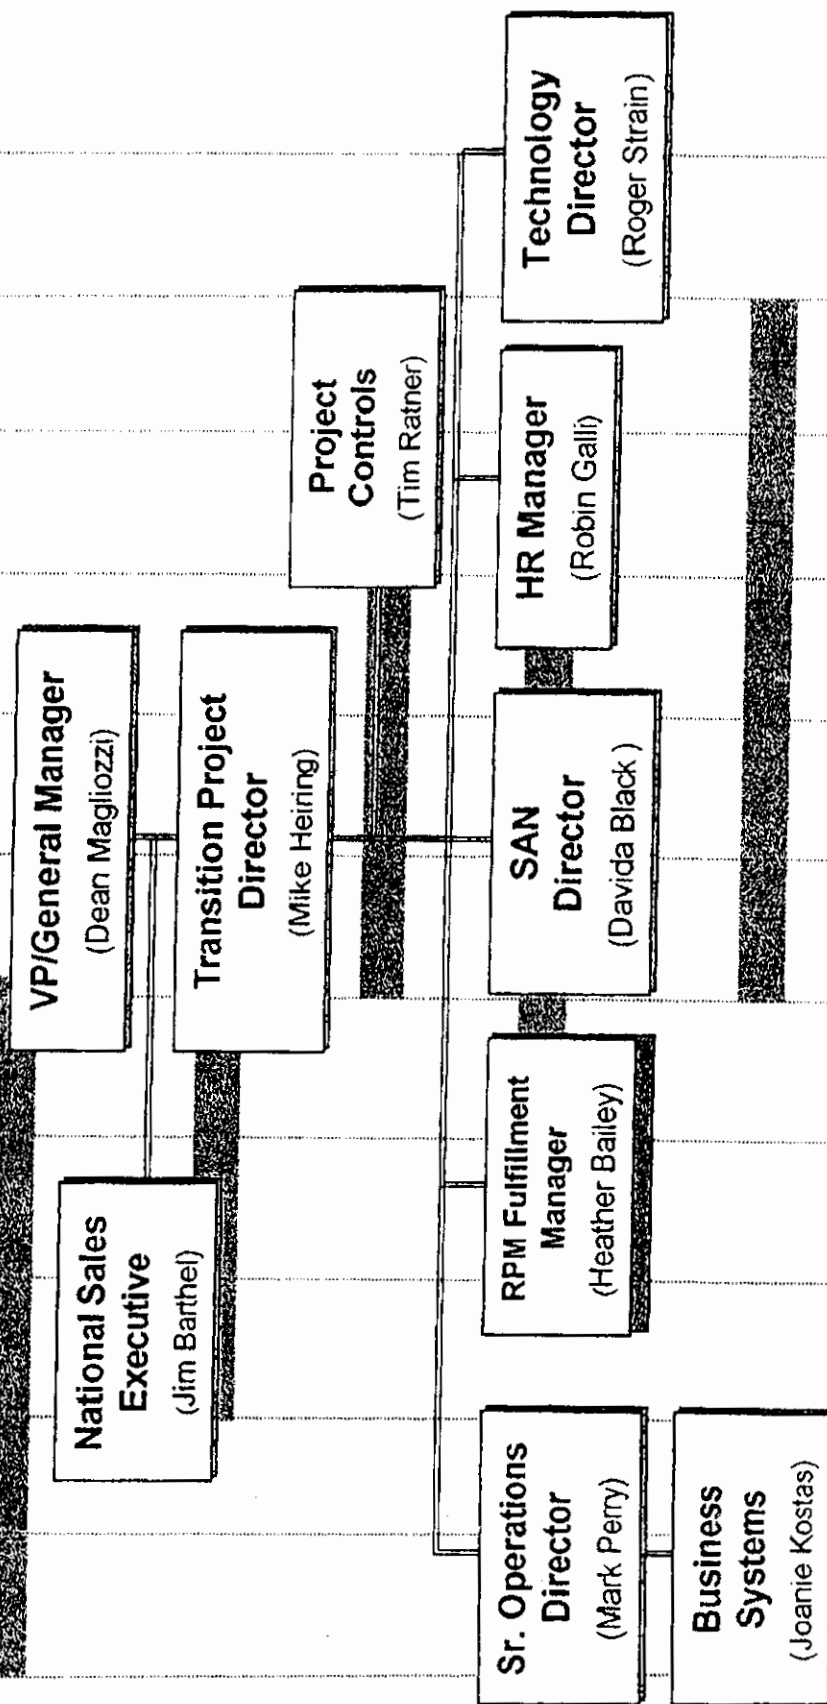 VP/General Manager
(Dean Magliozzi)
National Sales
Executive
(Jim Barthel)
Transition Project
Director
(Mike Heiring)
Project
Controls
(Tim Ratner)
Sr. Operations
Director
(Mark Perry)
RPM Fulfillment
Manager
(Heather Bailey)
SAN
Director
(Davida Black )
HR Manager
(Robin Galli)
Technology
Director
(Roger Strain)
Business
Systems
(Joanie Kostas)